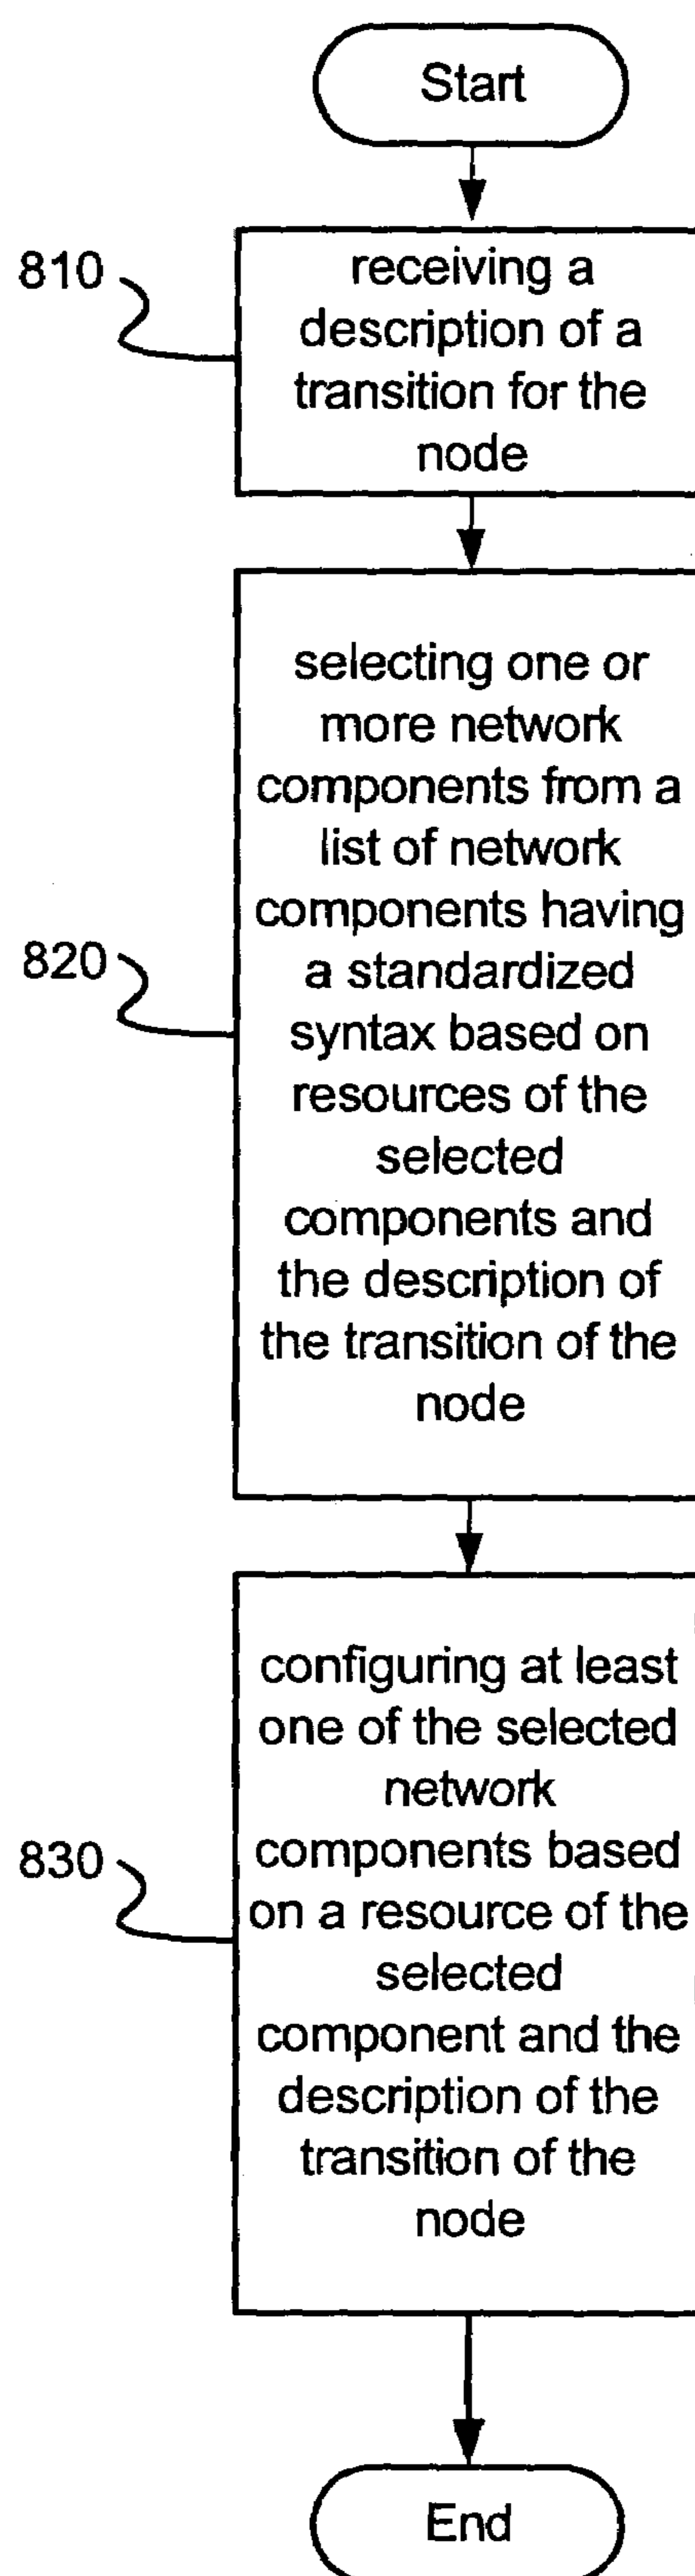 Start
810
receiving a
description of a
transition for the
node
820
selecting one or
more network
components from a
list of network
components having
a standardized
syntax based on
resources of the
selected
components and
the description of
the transition of the
node
830
configuring at least
one of the selected
network
components based
on a resource of the
selected
component and the
description of the
transition of the
node
End